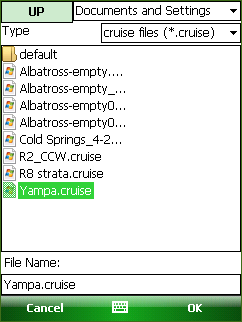 UP Documents and Settings
Type cruise files (*.cruise)
default
Albatross-empty....
Albatross-empty_...
Albatross-empty0...
Albatross-empty0...
Cold Springs_4-2...
R2_CCW.cruise
R8 strata.cruise
Yampa.cruise
File Name:
Yampa.cruise
Cancel OK